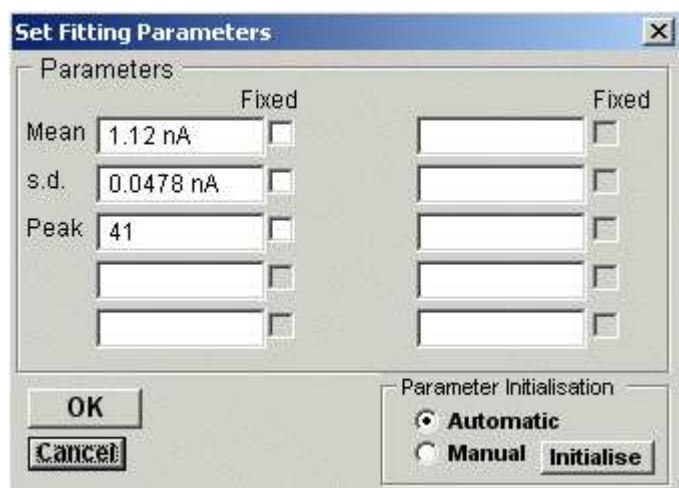 Set Fitting Parameters
Parameters
Fixed Fixed
Mean 1.12 nA
s.d. 0.0478 nA
Peak 41
OK
Cancel
Parameter Initialisation
Automatic
Manual Initialise